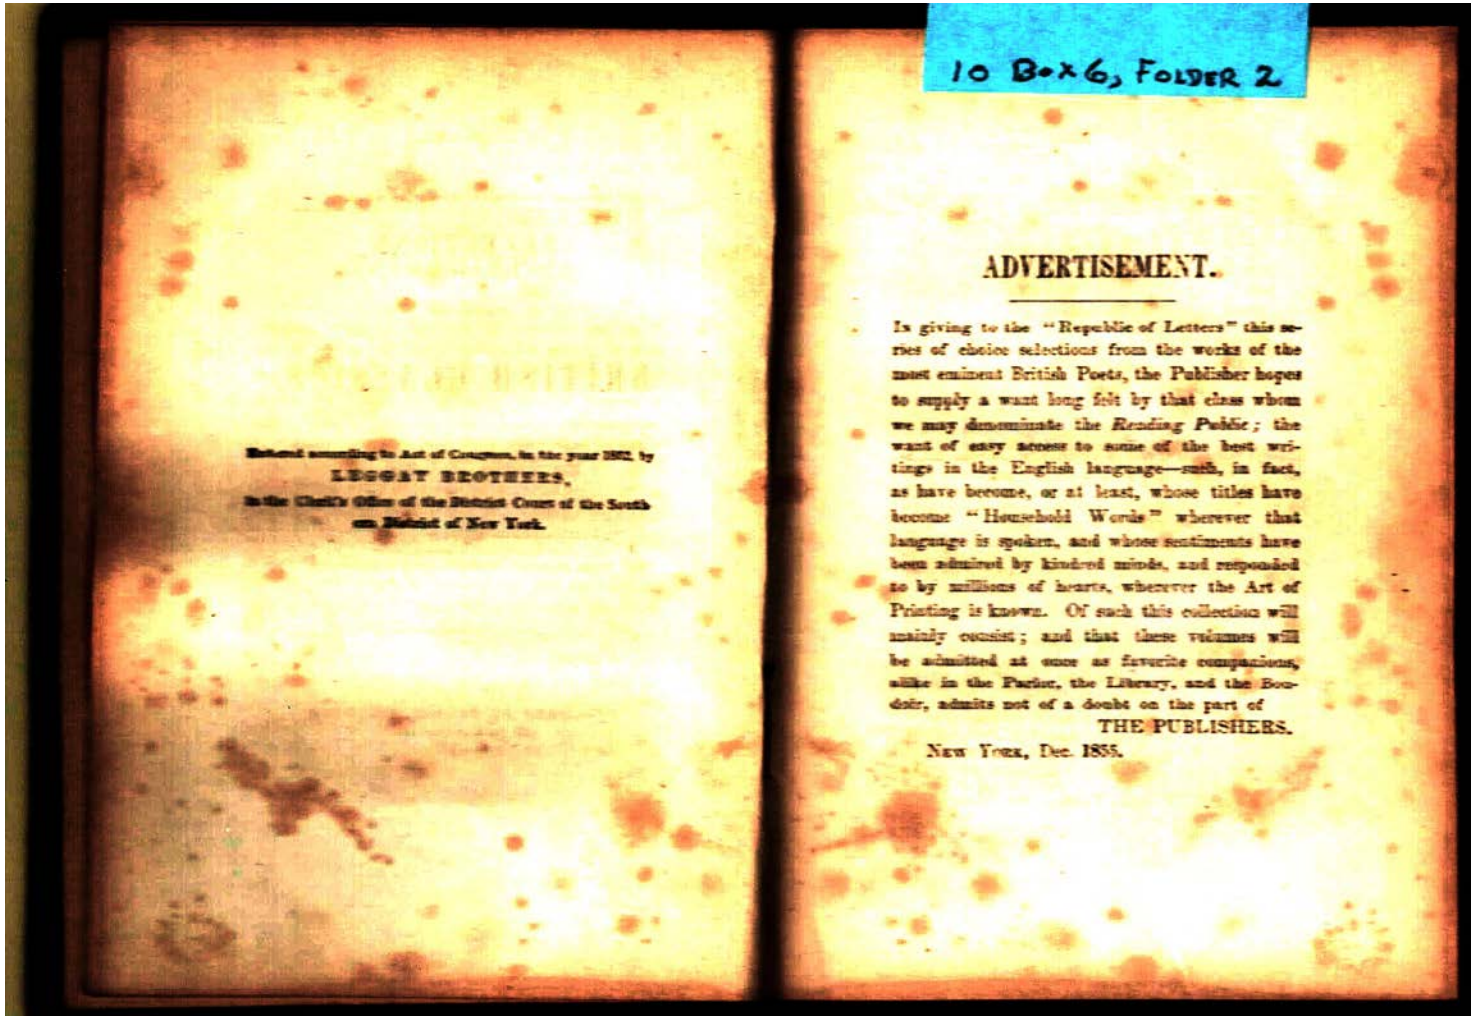 10 Box 6, FOLDER 2
Entered according to Act of Congress, in the year 1852, by
LEGGAT BROTHERS,
in the Clerk's Office of the District Court of the South
ern District of New York.
ADVERTISEMENT.
In giving to the "Republic of Letters" this se-
ries of choice selections from the works of the
most eminent British Poets, the Publisher hopes
to supply a want long felt by that class whom
we may denominate the Reading Public; the
want of easy access to some of the best wri-
tings in the English language—such, in fact,
as have become, or at least, whose titles have
become "Household Words" wherever that
language is spoken, and whose sentiments have
been admired by kindred minds, and responded
to by millions of hearts, wherever the Art of
Printing is known. Of such this collection will
mainly consist; and that these volumes will
be admitted at once as favorite companions,
alike in the Parlor, the Library, and the Bou-
doir, admits not of a doubt on the part of
THE PUBLISHERS.
New York, Dec. 1855.